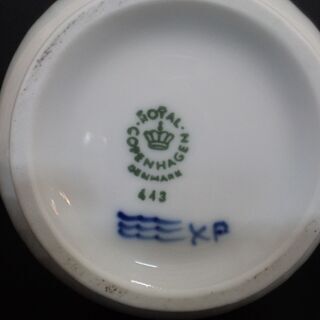 ROYAL
COPENHAGEN
DENMARK
443
XP